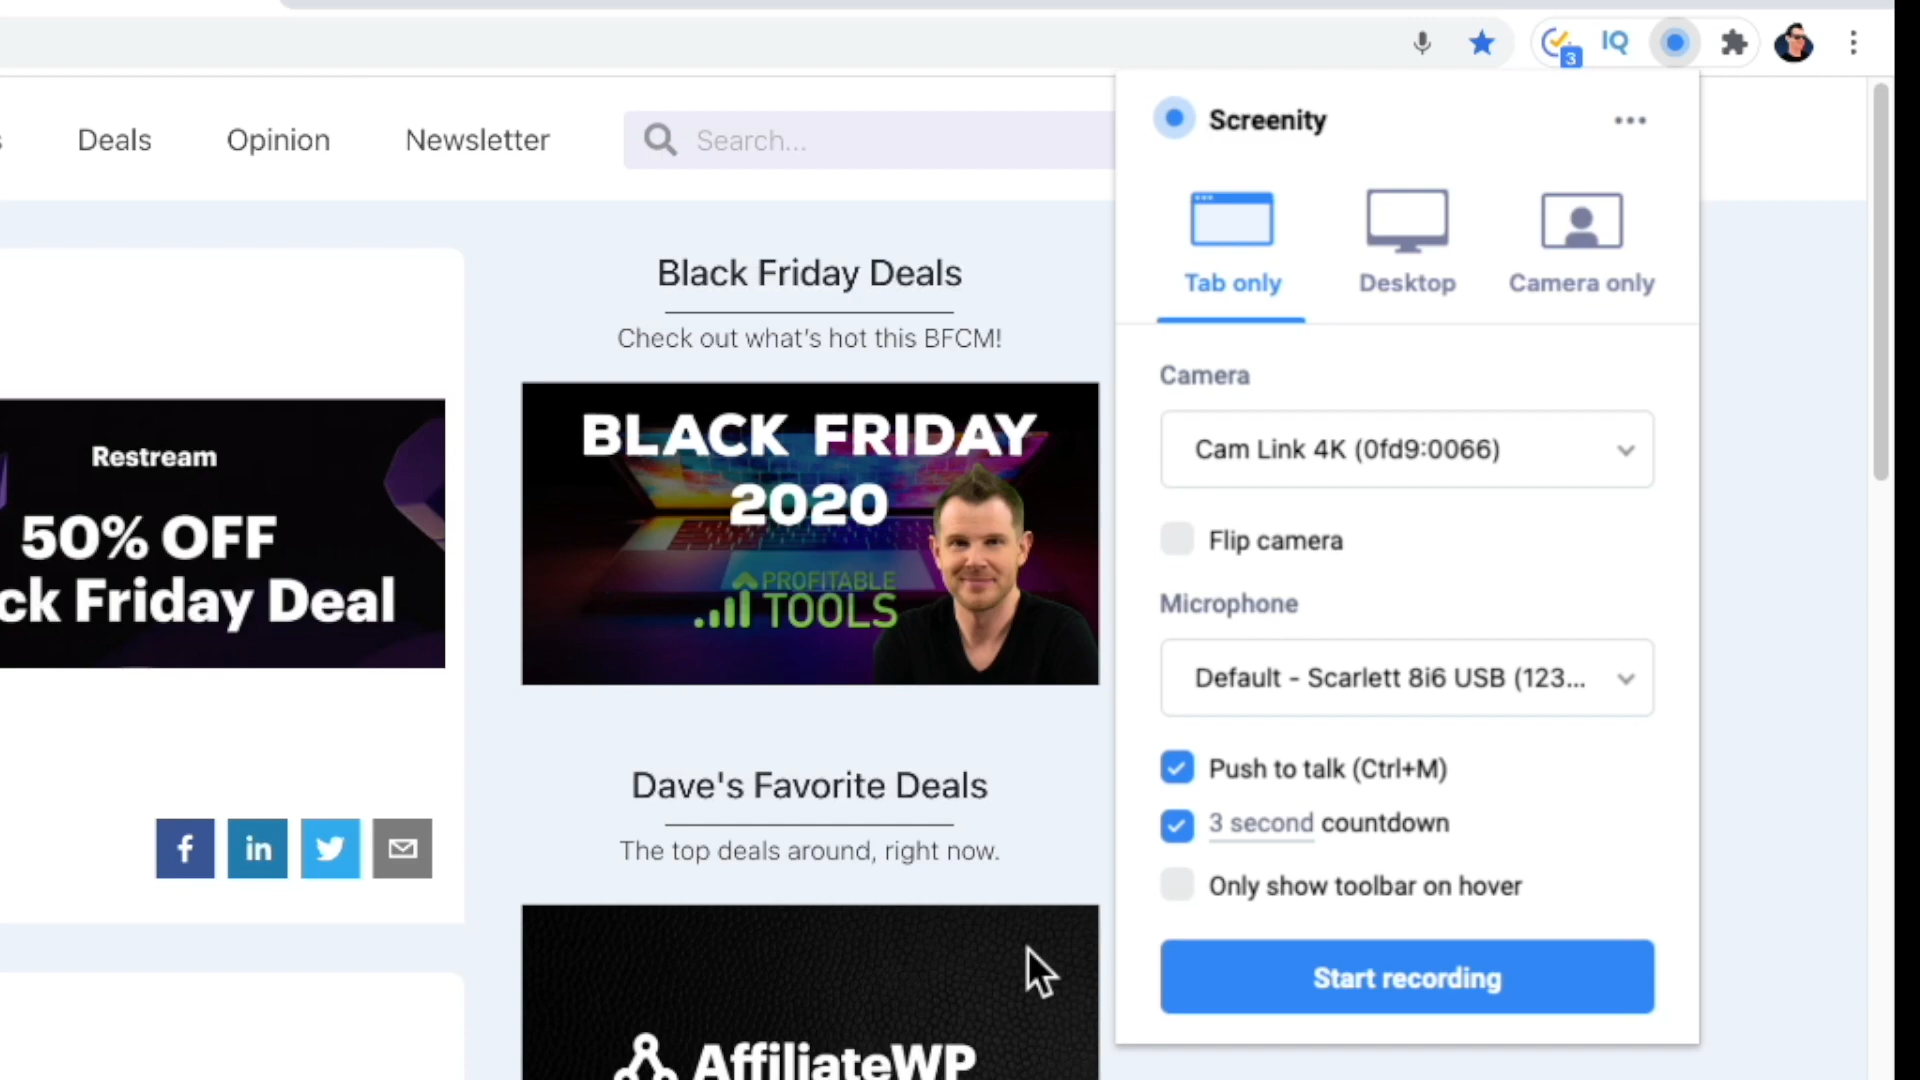 3
IQ
Deals
Opinion
Newsletter
Search...
Restream
50% OFF
ck Friday Deal
in
Black Friday Deals
Check out what's hot this BFCM!
BLACK FRIDAY
2020
PROFITABLE
TOOLS
Dave's Favorite Deals
The top deals around, right now.
AffiliateWP
Screenity
Tab only
Desktop
Camera only
Camera
Cam Link 4K (0fd9:0066)
Flip camera
Microphone
Default - Scarlett 8i6 USB (123...
Push to talk (Ctrl+M)
3 second countdown
Only show toolbar on hover
Start recording